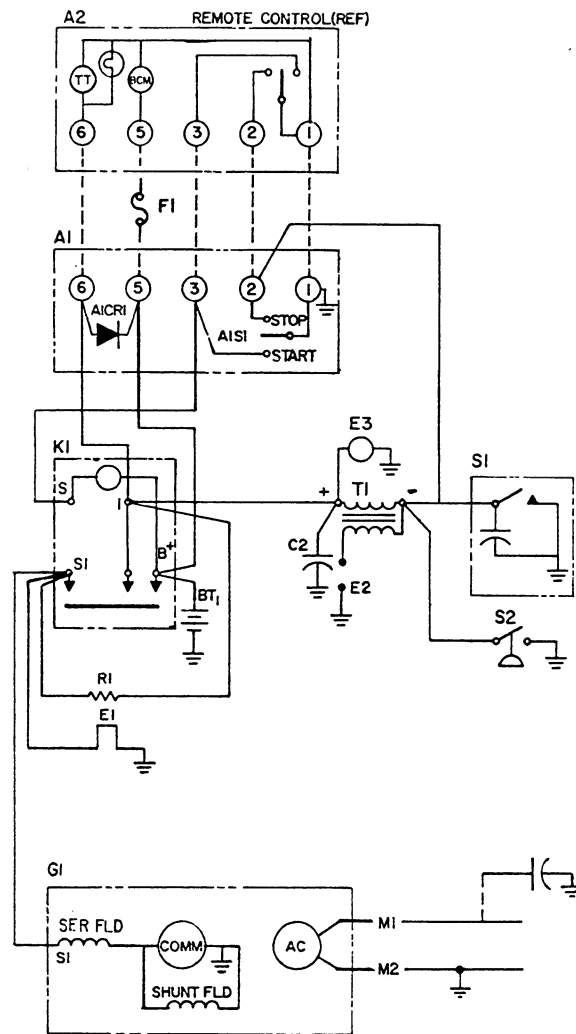 A2 REMOTE CONTROL(REF)
TT BCM
6 5 3 2 1
F1
A1
6 5 3 2 1
A1CR1 STOP
A1S1
START
K1 E3 S1
S + T1 -
I
C2
S1 B+
E2
BT1 S2
R1
E1
G1
SER FLD M1
S1 COMM AC
M2
SHUNT FLD